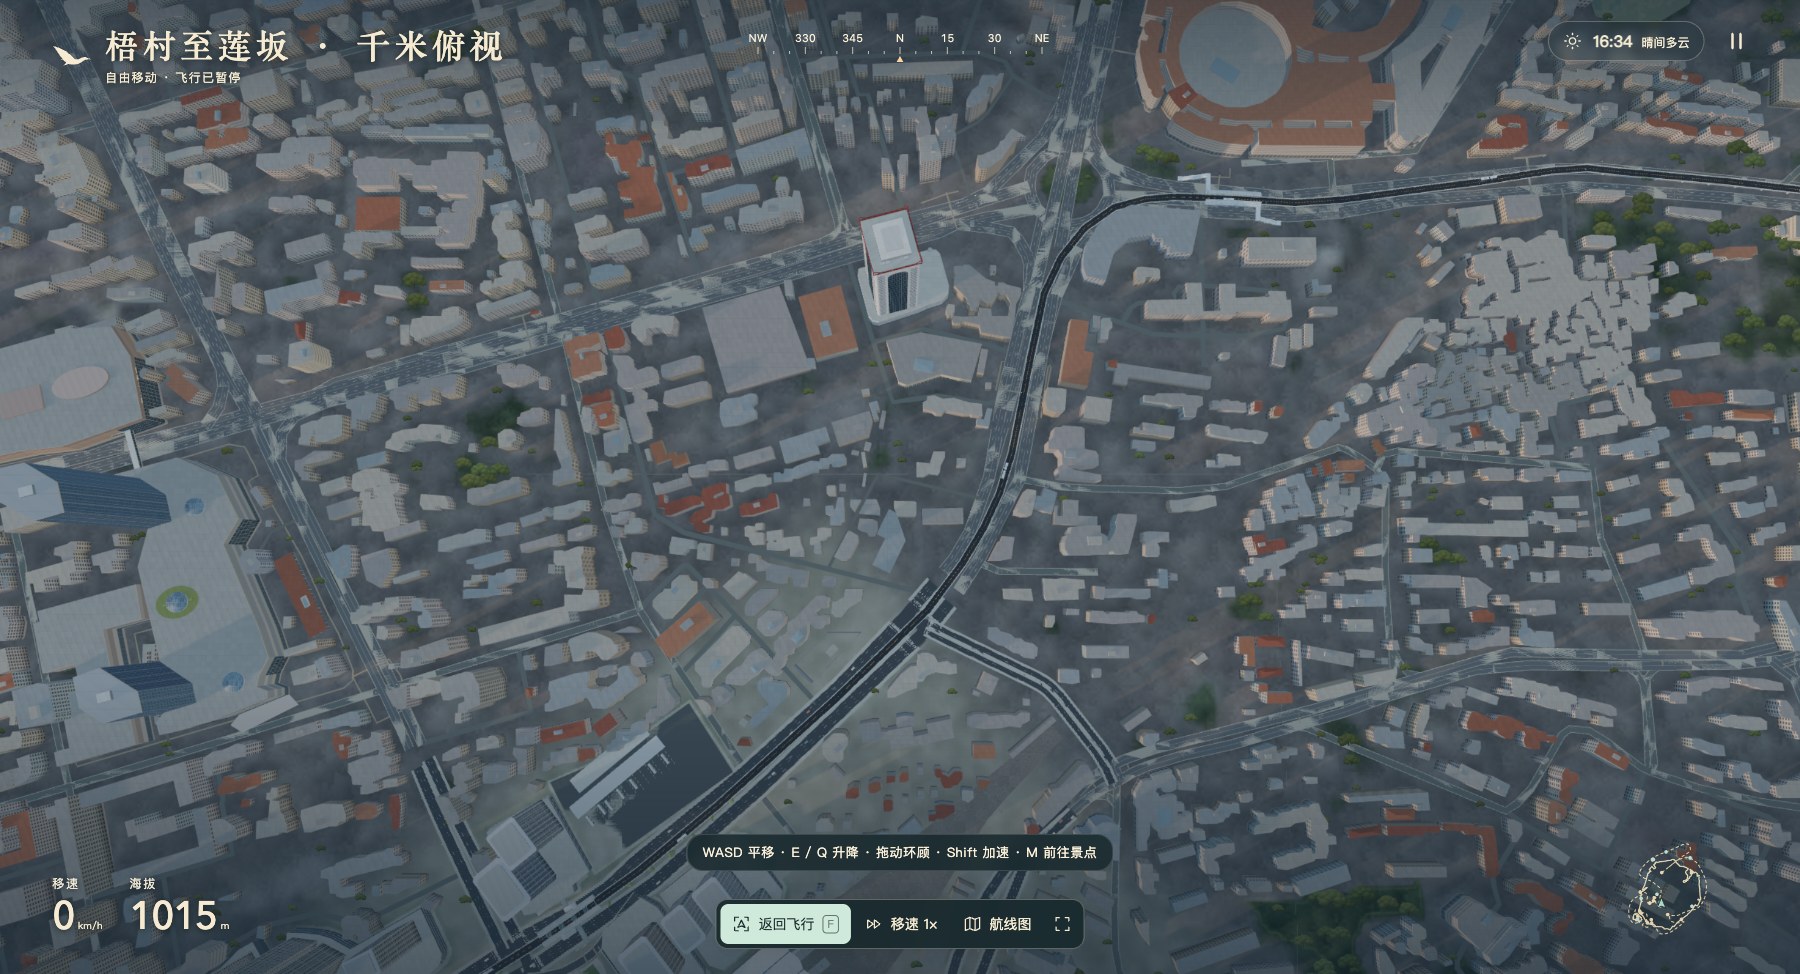 梧村至莲坂 · 千米俯视
自由移动 · 飞行已暂停
NW 330 345 N 15 30 NE
16:34 晴间多云
WASD 平移 · E / Q 升降 · 拖动环顾 · Shift 加速 · M 前往景点
移速 海拔
0 km/h 1015 m
返回飞行 F 移速 1x 航线图